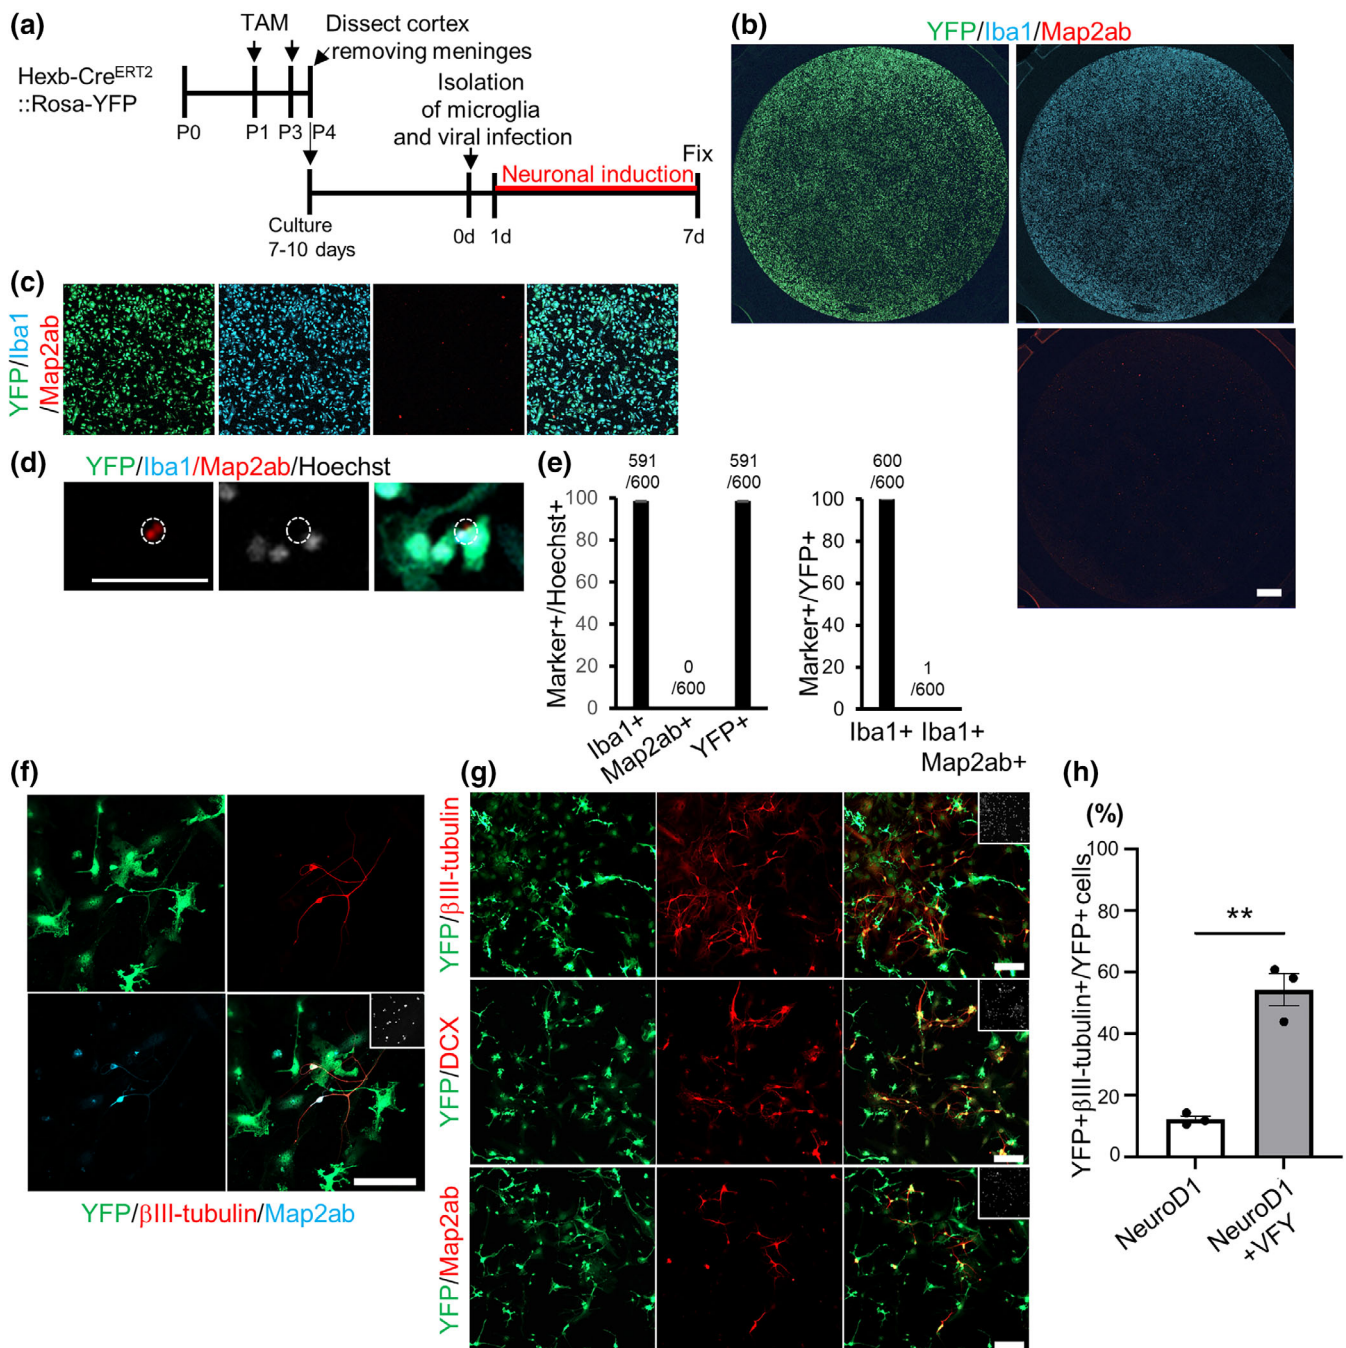 (a)
TAM
Dissect cortex
removing meninges
Hexb-CreERT2
::Rosa-YFP
Isolation
of microglia
and viral infection
P0
P1
P3
P4
Fix
Neuronal induction
Culture
7-10 days
0d
1d
7d
(b)
YFP/Iba1/Map2ab
(c)
YFP/Iba1
/Map2ab
(d)
YFP/Iba1/Map2ab/Hoechst
(e)
591
/600
591
/600
Marker+/Hoechst+
100
80
60
40
20
0
0
/600
Iba1+
Map2ab+
YFP+
600
/600
Marker+/YFP+
100
80
60
40
20
0
1
/600
Iba1+
Iba1+
Map2ab+
(f)
YFP/βIII-tubulin/Map2ab
(g)
YFP/βIII-tubulin
YFP/DCX
YFP/Map2ab
(h)
(%)
YFP+βIII-tubulin+/YFP+ cells
100
80
60
40
20
0
**
NeuroD1
NeuroD1
+VFY